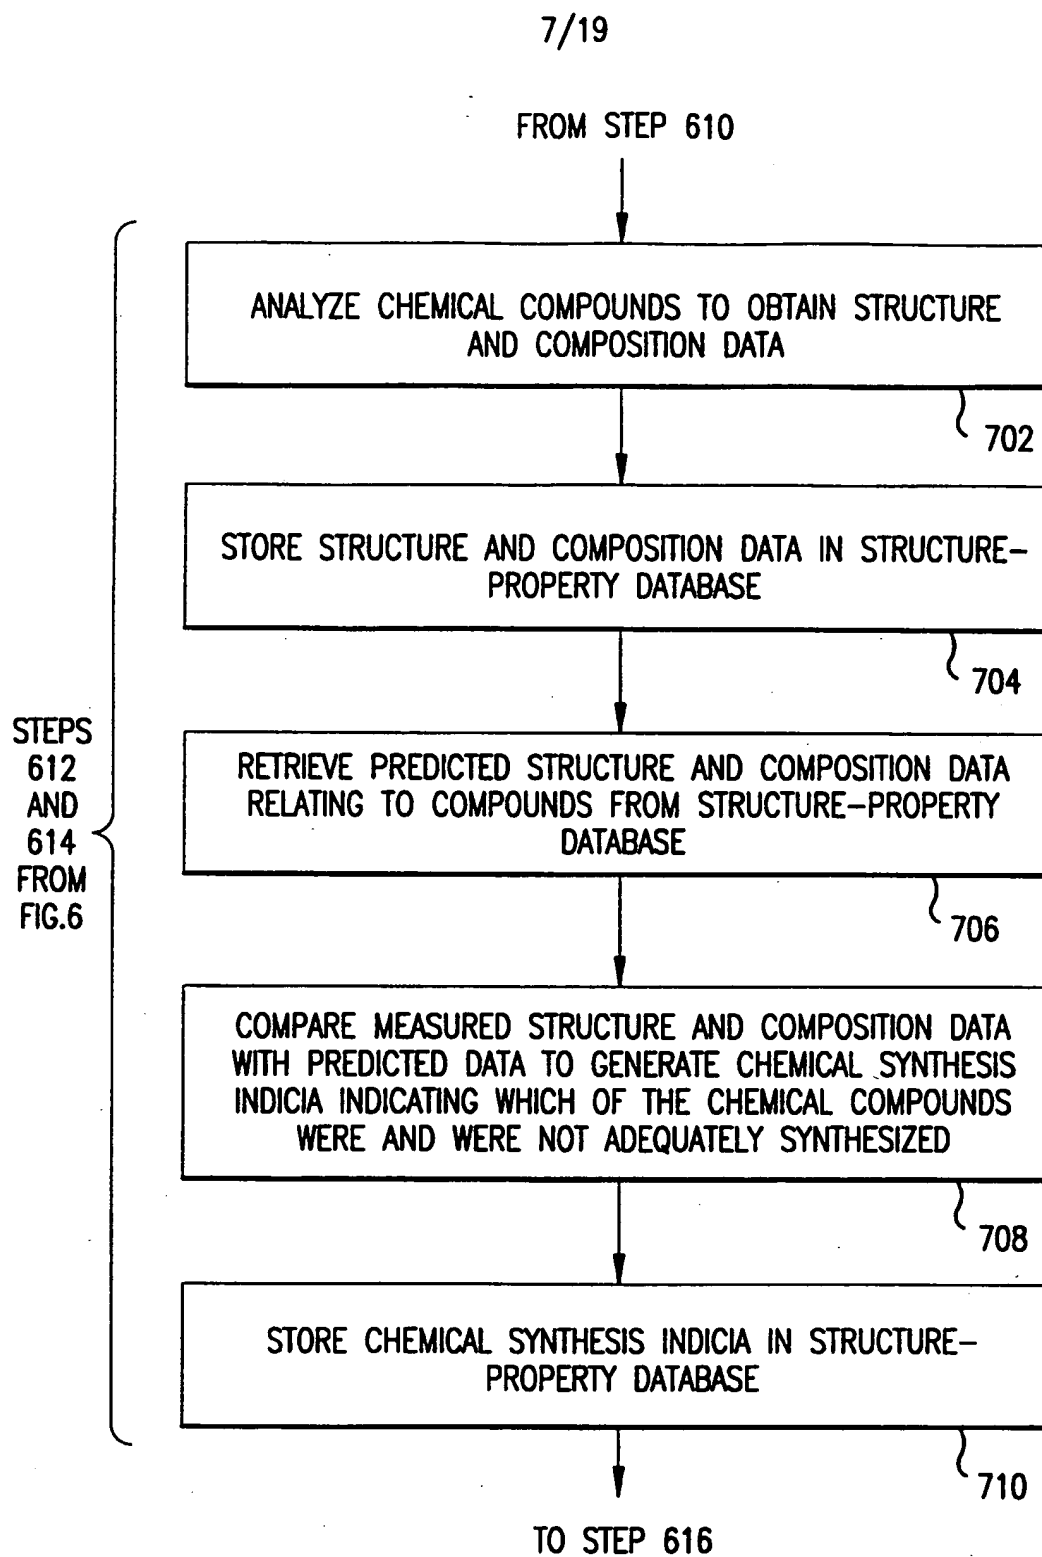 7/19
FROM STEP 610
ANALYZE CHEMICAL COMPOUNDS TO OBTAIN STRUCTURE
AND COMPOSITION DATA
702
STORE STRUCTURE AND COMPOSITION DATA IN STRUCTURE–
PROPERTY DATABASE
704
STEPS
612
AND
614
FROM
FIG.6
RETRIEVE PREDICTED STRUCTURE AND COMPOSITION DATA
RELATING TO COMPOUNDS FROM STRUCTURE–PROPERTY
DATABASE
706
COMPARE MEASURED STRUCTURE AND COMPOSITION DATA
WITH PREDICTED DATA TO GENERATE CHEMICAL SYNTHESIS
INDICIA INDICATING WHICH OF THE CHEMICAL COMPOUNDS
WERE AND WERE NOT ADEQUATELY SYNTHESIZED
708
STORE CHEMICAL SYNTHESIS INDICIA IN STRUCTURE–
PROPERTY DATABASE
710
TO STEP 616